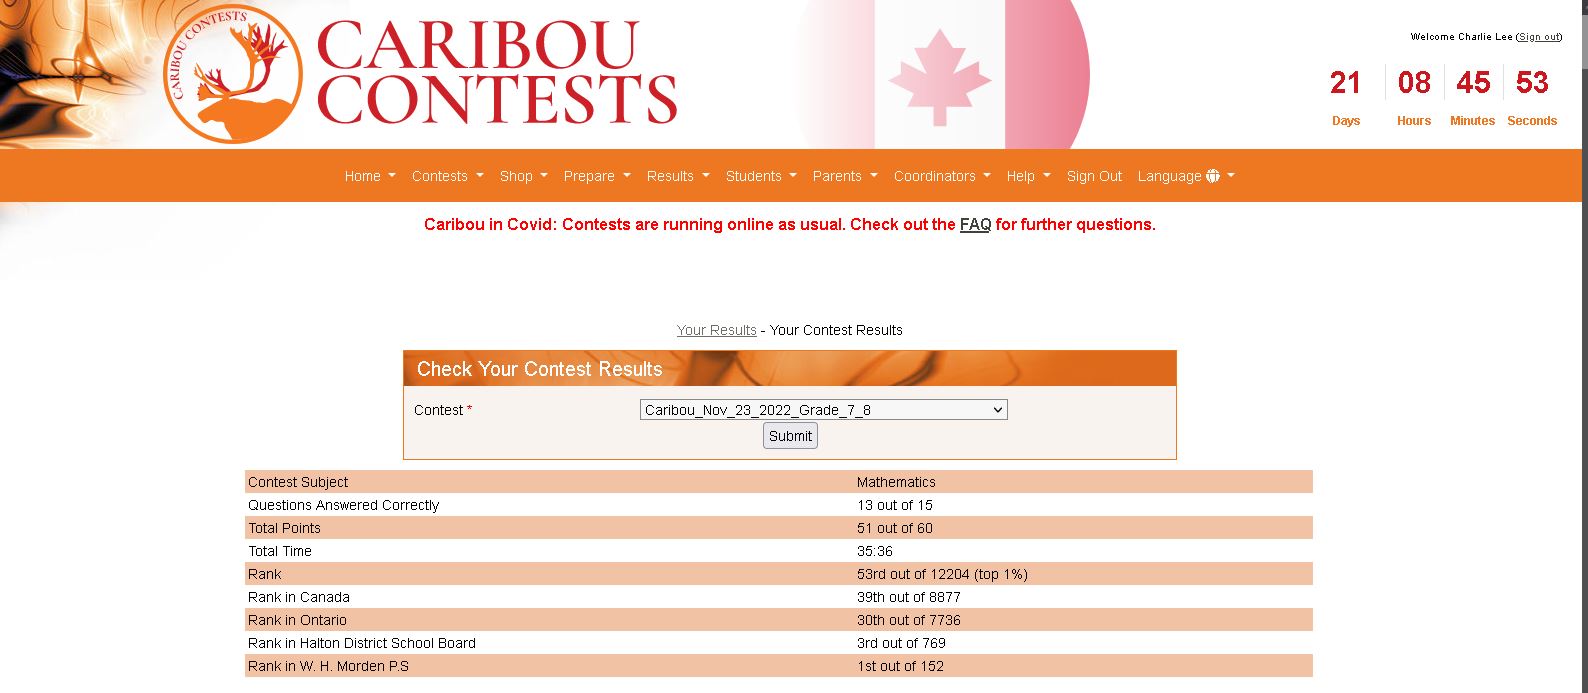 CARIBOU CONTESTS
CARIBOU
CONTESTS
Welcome Charlie Lee (Sign out)
21 08 45 53
Days Hours Minutes Seconds
Home Contests Shop Prepare Results Students Parents Coordinators Help Sign Out Language
Caribou in Covid: Contests are running online as usual. Check out the FAQ for further questions.
Your Results - Your Contest Results
Check Your Contest Results
Contest * Caribou_Nov_23_2022_Grade_7_8
Submit
Contest Subject Mathematics
Questions Answered Correctly 13 out of 15
Total Points 51 out of 60
Total Time 35:36
Rank 53rd out of 12204 (top 1%)
Rank in Canada 39th out of 8877
Rank in Ontario 30th out of 7736
Rank in Halton District School Board 3rd out of 769
Rank in W. H. Morden P.S 1st out of 152